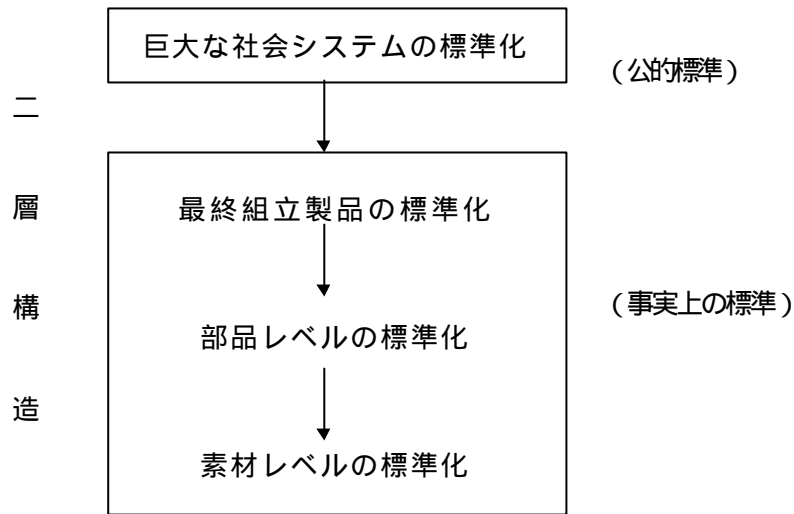 巨大な社会システムの標準化
(公的標準)
二層構造
最終組立製品の標準化
部品レベルの標準化
(事実上の標準)
素材レベルの標準化